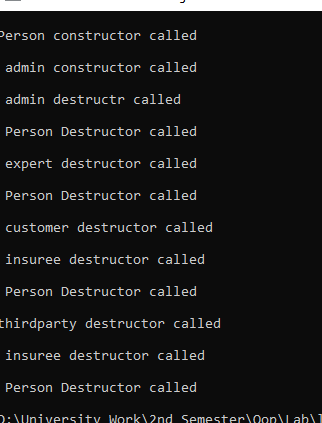 Person constructor called
admin constructor called
admin destructr called
Person Destructor called
expert destructor called
Person Destructor called
customer destructor called
insuree destructor called
Person Destructor called
thirdparty destructor called
insuree destructor called
Person Destructor called
D:\University Work\2nd Semester\Oop\Lab\